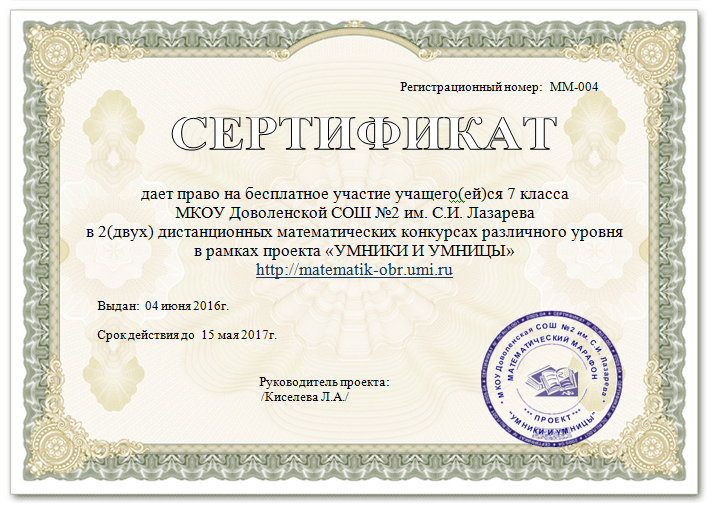 Регистрационный номер: ММ-004
СЕРТИФИКАТ
дает право на бесплатное участие учащего(ей)ся 7 класса
МКОУ Доволенской СОШ №2 им. С.И. Лазарева
в 2(двух) дистанционных математических конкурсах различного уровня
в рамках проекта «УМНИКИ И УМНИЦЫ»
http://matematik-obr.umi.ru
Выдан: 04 июня 2016г.
Срок действия до 15 мая 2017г.
Руководитель проекта:
/Киселева Л.А./
МКОУ Доволенская СОШ №2 им. С.И. Лазарева
МАТЕМАТИЧЕСКИЙ МАРАФОН
*** ПРОЕКТ ***
"УМНИКИ И УМНИЦЫ"